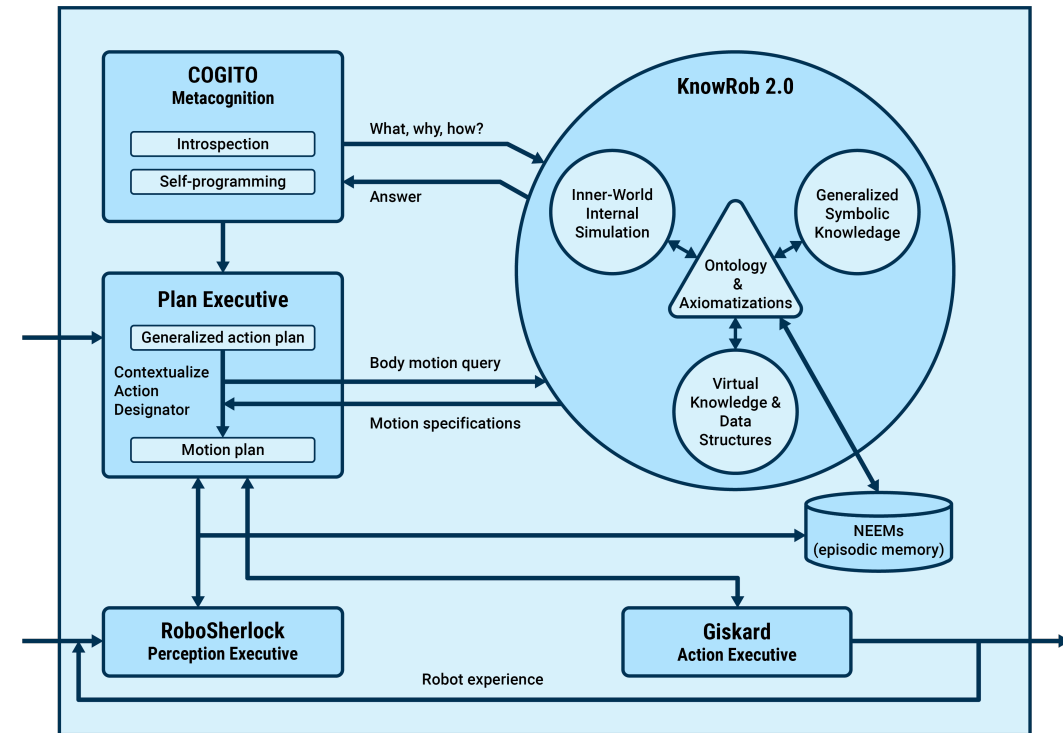 COGITO
Metacognition
Introspection
Self-programming
What, why, how?
Answer
KnowRob 2.0
Inner-World
Internal
Simulation
Generalized
Symbolic
Knowledage
Ontology
&
Axiomatizations
Virtual
Knowledge &
Data
Structures
Plan Executive
Generalized action plan
Contextualize
Action
Designator
Motion plan
Body motion query
Motion specifications
NEEMs
(episodic memory)
RoboSherlock
Perception Executive
Giskard
Action Executive
Robot experience